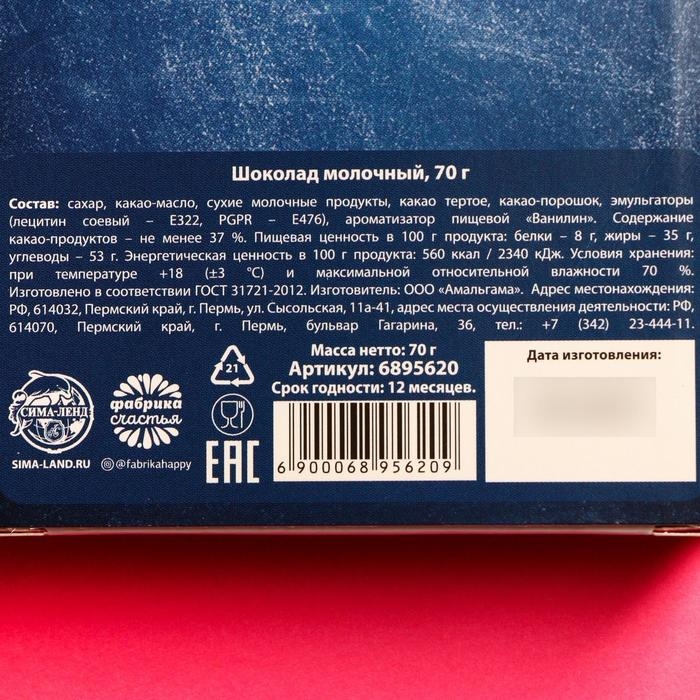 Шоколад молочный, 70 г
Состав: сахар, какао-масло, сухие молочные продукты, какао тертое, какао-порошок, эмульгаторы
(лецитин соевый – E322, PGPR – E476), ароматизатор пищевой «Ванилин». Содержание
какао-продуктов – не менее 37 %. Пищевая ценность в 100 г продукта: белки – 8 г, жиры – 35 г,
углеводы – 53 г. Энергетическая ценность в 100 г продукта: 560 ккал / 2340 кДж. Условия хранения:
при температуре +18 (±3 °C) и максимальной относительной влажности 70 %.
Изготовлено в соответствии ГОСТ 31721-2012. Изготовитель: ООО «Амальгама». Адрес местонахождения:
РФ, 614032, Пермский край, г. Пермь, ул. Сысольская, 11а-41, адрес места осуществления деятельности: РФ,
614070, Пермский край, г. Пермь, бульвар Гагарина, 36, тел.: +7 (342) 23-444-11.
Масса нетто: 70 г
Артикул: 6895620
Срок годности: 12 месяцев.
Дата изготовления:
21
СИМА-ЛЕНД
SIMA-LAND.RU
фабрика
счастья
@fabrikahappy
EAC
6 900068 956209